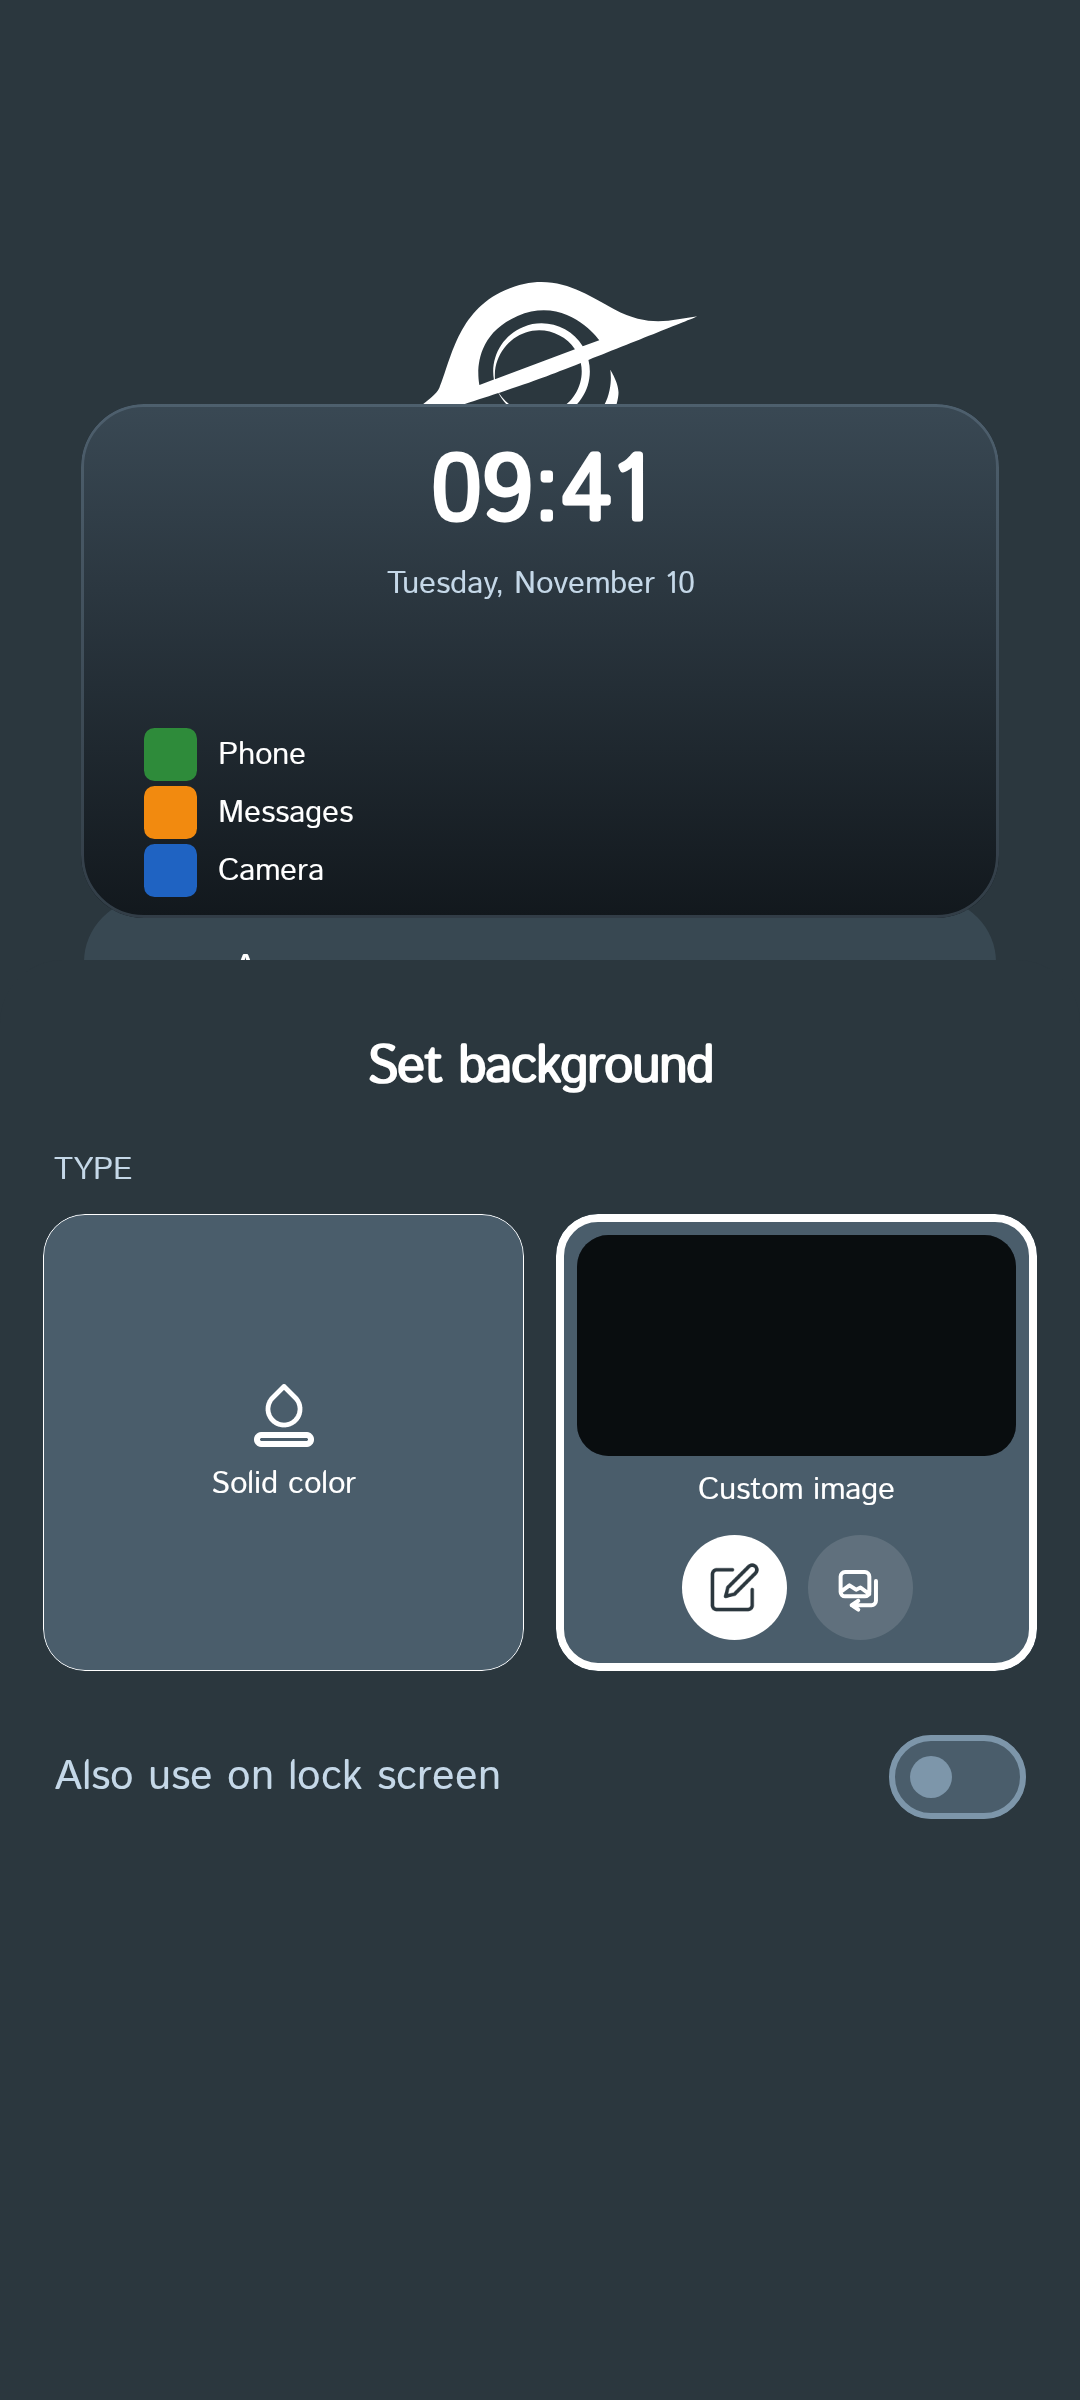 09:41
Tuesday, November 10
Phone
Messages
Camera
Set background
TYPE
Solid color
Custom image
Also use on lock screen